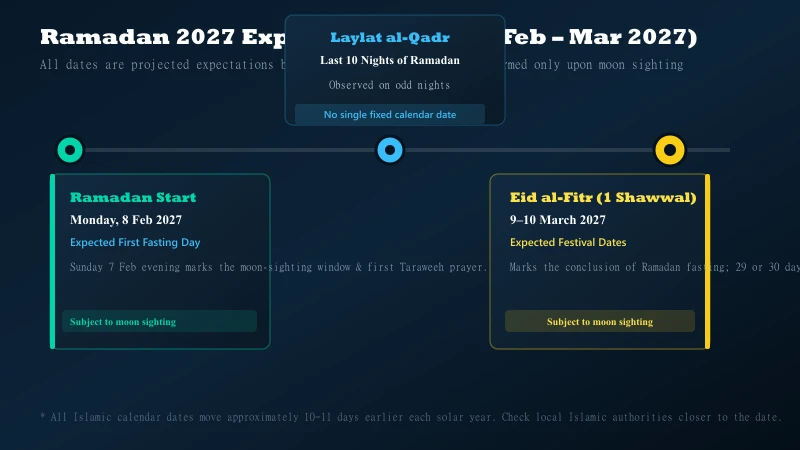 Ramadan 2027 Exp
Feb – Mar 2027)
All dates are projected expectations b
rmed only upon moon sighting
Laylat al-Qadr
Last 10 Nights of Ramadan
Observed on odd nights
No single fixed calendar date
Ramadan Start
Monday, 8 Feb 2027
Expected First Fasting Day
Sunday 7 Feb evening marks the moon-sighting window & first Taraweeh prayer.
Subject to moon sighting
Eid al-Fitr (1 Shawwal)
9–10 March 2027
Expected Festival Dates
Marks the conclusion of Ramadan fasting; 29 or 30 day
Subject to moon sighting
* All Islamic calendar dates move approximately 10–11 days earlier each solar year. Check local Islamic authorities closer to the date.